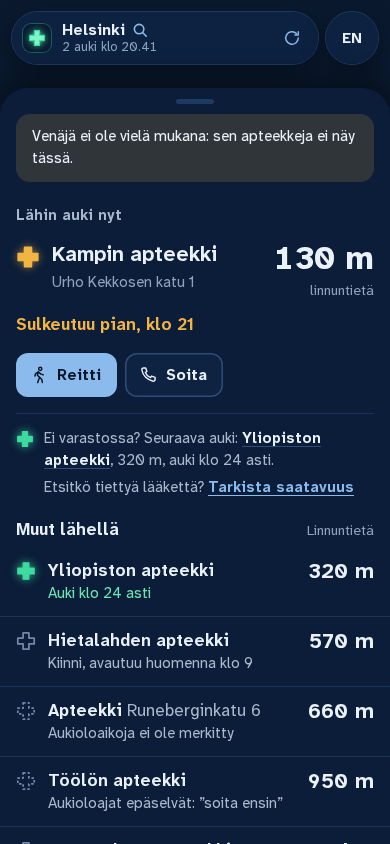 Helsinki
2 auki klo 20.41
EN
Venäjä ei ole vielä mukana: sen apteekkeja ei näy
tässä.
Lähin auki nyt
Kampin apteekki
130 m
Urho Kekkosen katu 1
linnuntietä
Sulkeutuu pian, klo 21
Reitti
Soita
Ei varastossa? Seuraava auki: Yliopiston
apteekki, 320 m, auki klo 24 asti.
Etsitkö tiettyä lääkettä? Tarkista saatavuus
Muut lähellä
Linnuntietä
Yliopiston apteekki
320 m
Auki klo 24 asti
Hietalahden apteekki
570 m
Kiinni, avautuu huomenna klo 9
Apteekki Runeberginkatu 6
660 m
Aukioloaikoja ei ole merkitty
Töölön apteekki
950 m
Aukioloajat epäselvät: ”soita ensin”